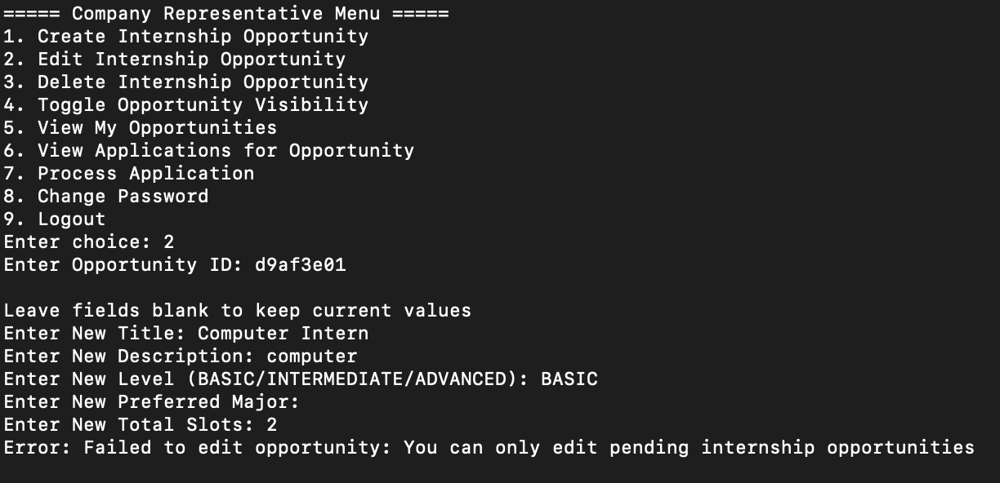 ===== Company Representative Menu =====
1. Create Internship Opportunity
2. Edit Internship Opportunity
3. Delete Internship Opportunity
4. Toggle Opportunity Visibility
5. View My Opportunities
6. View Applications for Opportunity
7. Process Application
8. Change Password
9. Logout
Enter choice: 2
Enter Opportunity ID: d9af3e01
Leave fields blank to keep current values
Enter New Title: Computer Intern
Enter New Description: computer
Enter New Level (BASIC/INTERMEDIATE/ADVANCED): BASIC
Enter New Preferred Major:
Enter New Total Slots: 2
Error: Failed to edit opportunity: You can only edit pending internship opportunities